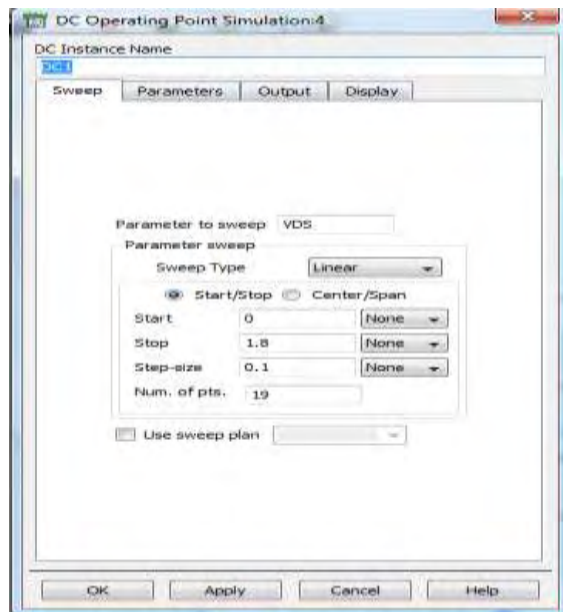 DC Operating Point Simulation:4
DC Instance Name
DC1
Sweep Parameters Output Display
Parameter to sweep VDS
Parameter sweep
Sweep Type Linear
Start/Stop Center/Span
Start 0 None
Stop 1.8 None
Step-size 0.1 None
Num. of pts. 19
Use sweep plan
OK Apply Cancel Help